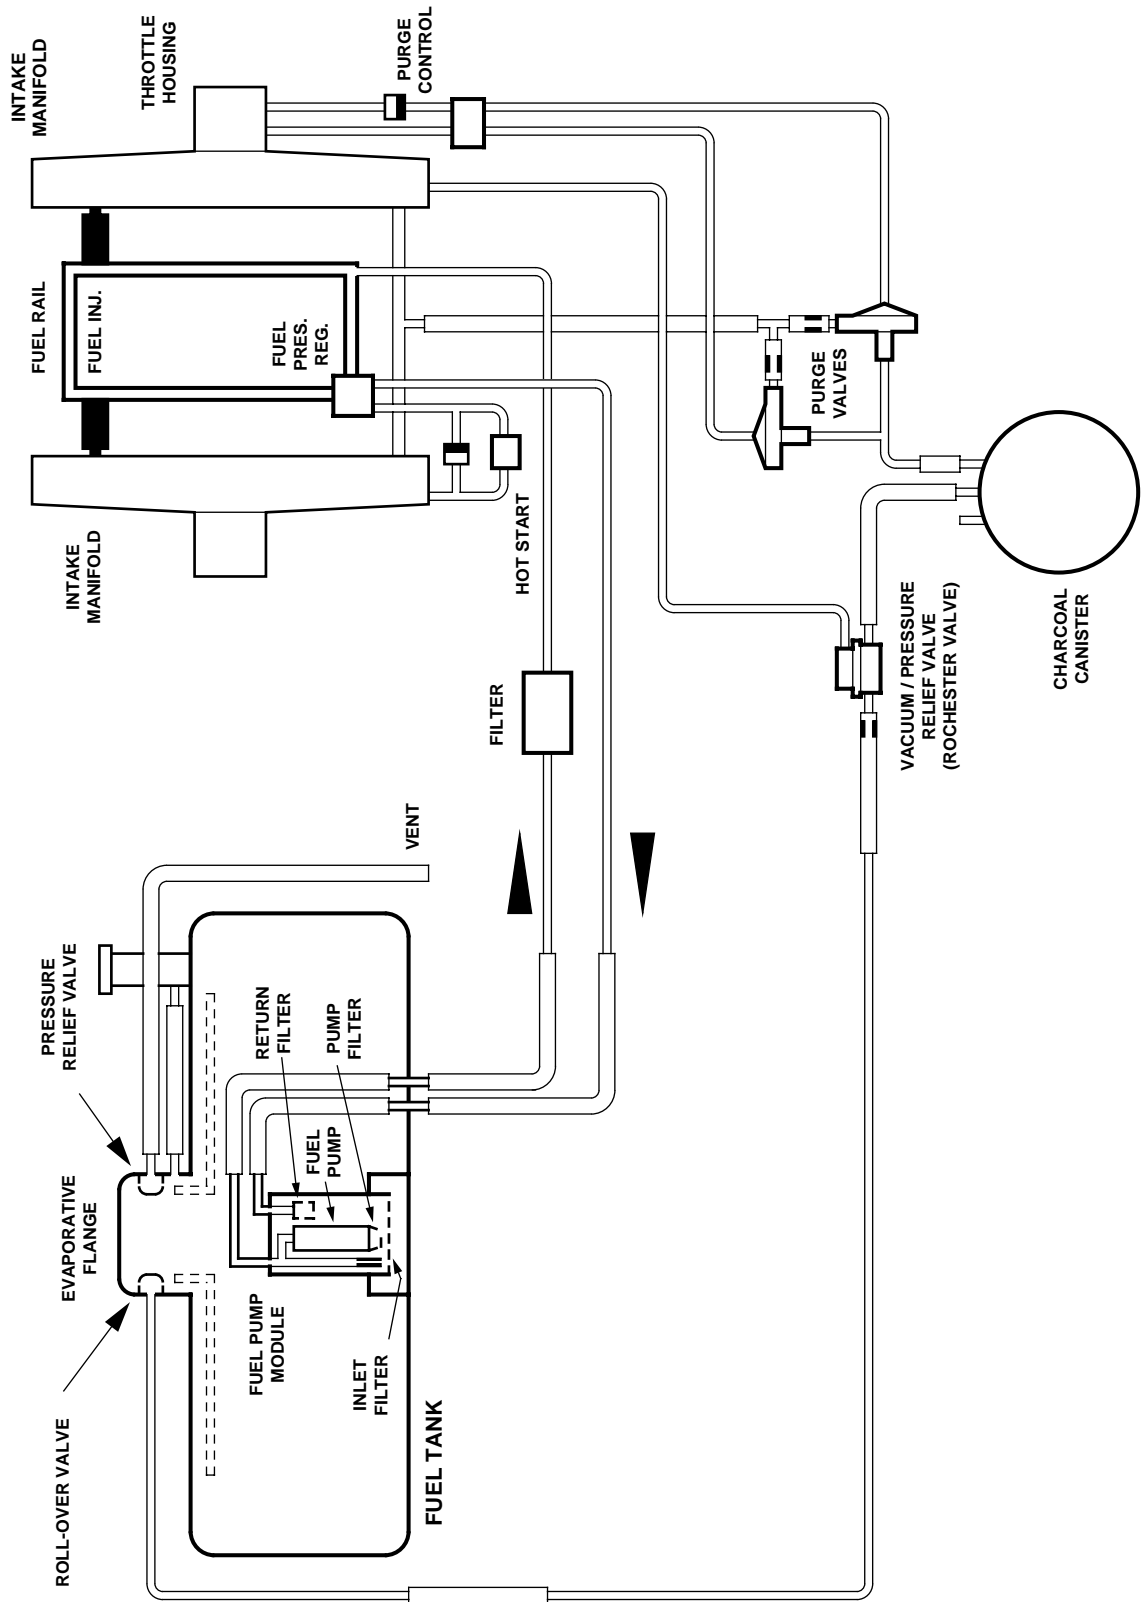 INTAKE
MANIFOLD
THROTTLE
HOUSING
PURGE
CONTROL
FUEL RAIL
FUEL INJ.
FUEL
PRES.
REG.
PURGE
VALVES
INTAKE
MANIFOLD
HOT START
FILTER
VACUUM / PRESSURE
RELIEF VALVE
(ROCHESTER VALVE)
CHARCOAL
CANISTER
VENT
PRESSURE
RELIEF VALVE
RETURN
FILTER
PUMP
FILTER
FUEL
PUMP
EVAPORATIVE
FLANGE
FUEL PUMP
MODULE
INLET
FILTER
ROLL-OVER VALVE
FUEL TANK